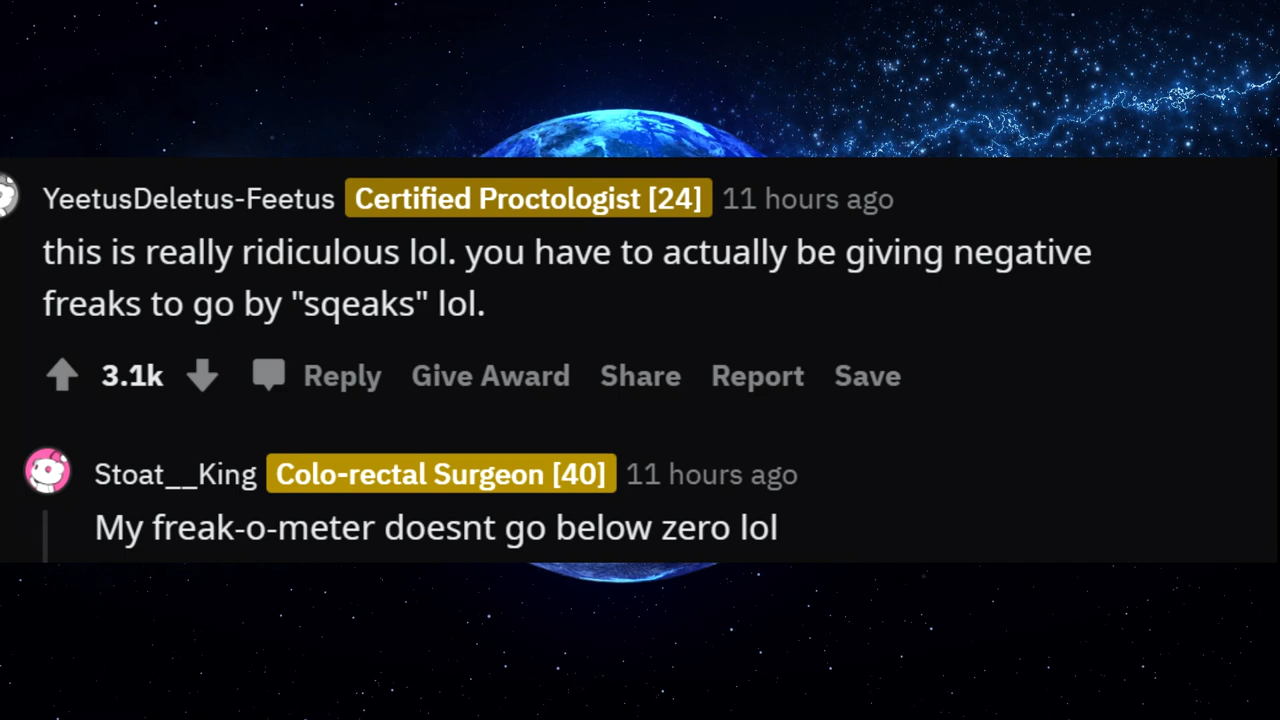 YeetusDeletus-Feetus Certified Proctologist [24] 11 hours ago
this is really ridiculous lol. you have to actually be giving negative
freaks to go by "sqeaks" lol.
3.1k Reply Give Award Share Report Save
Stoat__King Colo-rectal Surgeon [40] 11 hours ago
My freak-o-meter doesnt go below zero lol